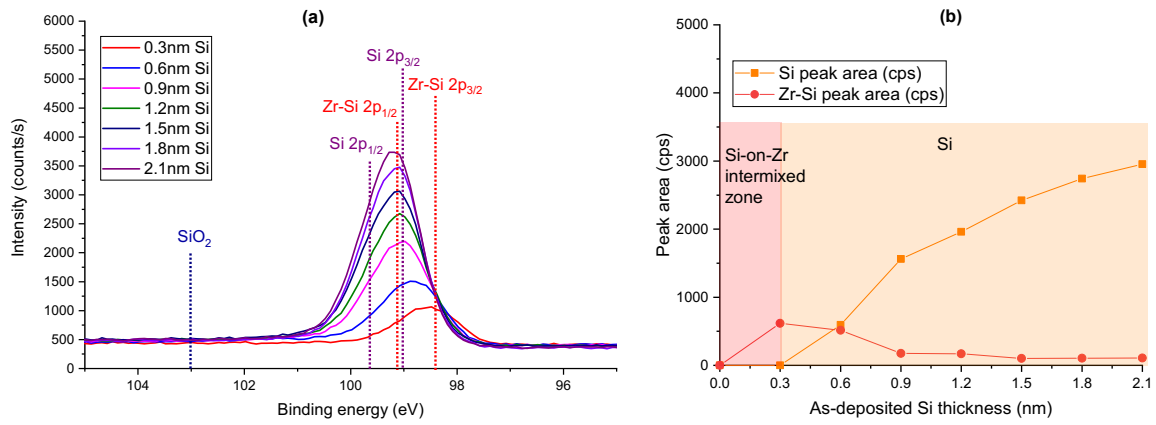 (a)
6000
5500
5000
4500
4000
3500
3000
2500
2000
1500
1000
500
0
Intensity (counts/s)
0.3nm Si
0.6nm Si
0.9nm Si
1.2nm Si
1.5nm Si
1.8nm Si
2.1nm Si
Si 2p3/2
Zr-Si 2p3/2
Zr-Si 2p1/2
Si 2p1/2
SiO2
104 102 100 98 96
Binding energy (eV)
(b)
5000
4000
3000
2000
1000
0
Peak area (cps)
Si peak area (cps)
Zr-Si peak area (cps)
Si-on-Zr
intermixed
zone
Si
0.0 0.3 0.6 0.9 1.2 1.5 1.8 2.1
As-deposited Si thickness (nm)